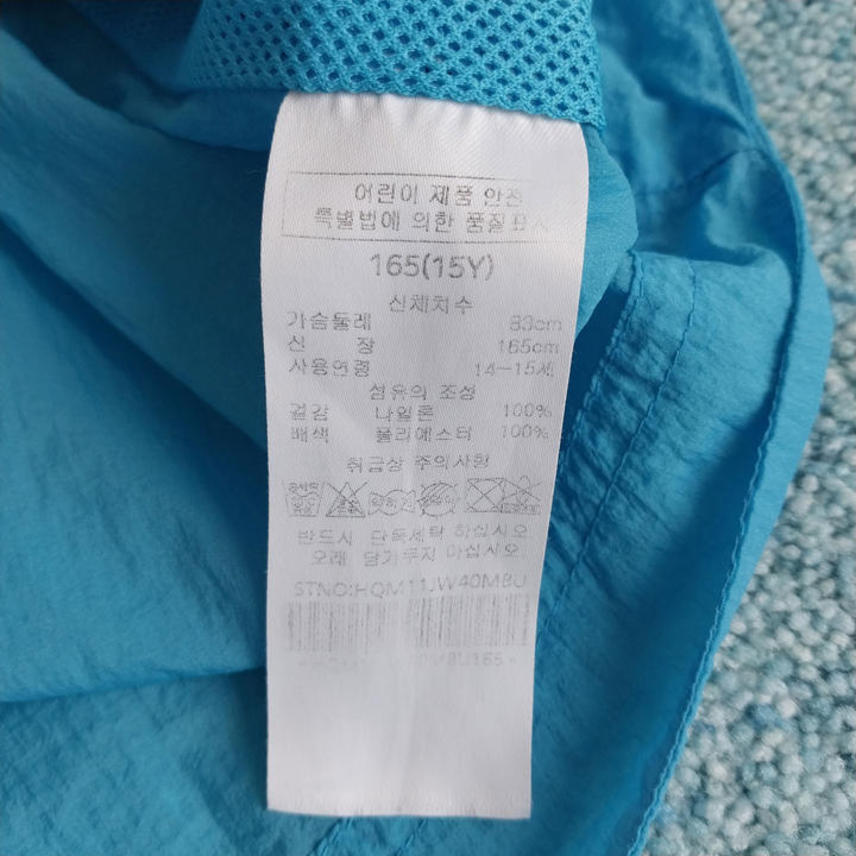 어린이 제품 안전
특별법에 의한 품질표시
165(15Y)
신체치수
가슴둘레 83cm
신 장 165cm
사용연령 14-15세
섬유의 조성
겉감 나일론 100%
배색 폴리에스터 100%
취급상 주의사항
반드시 단독세탁 하십시오
오래 담가두지 마십시오
STNO:HQM11JW40MBU